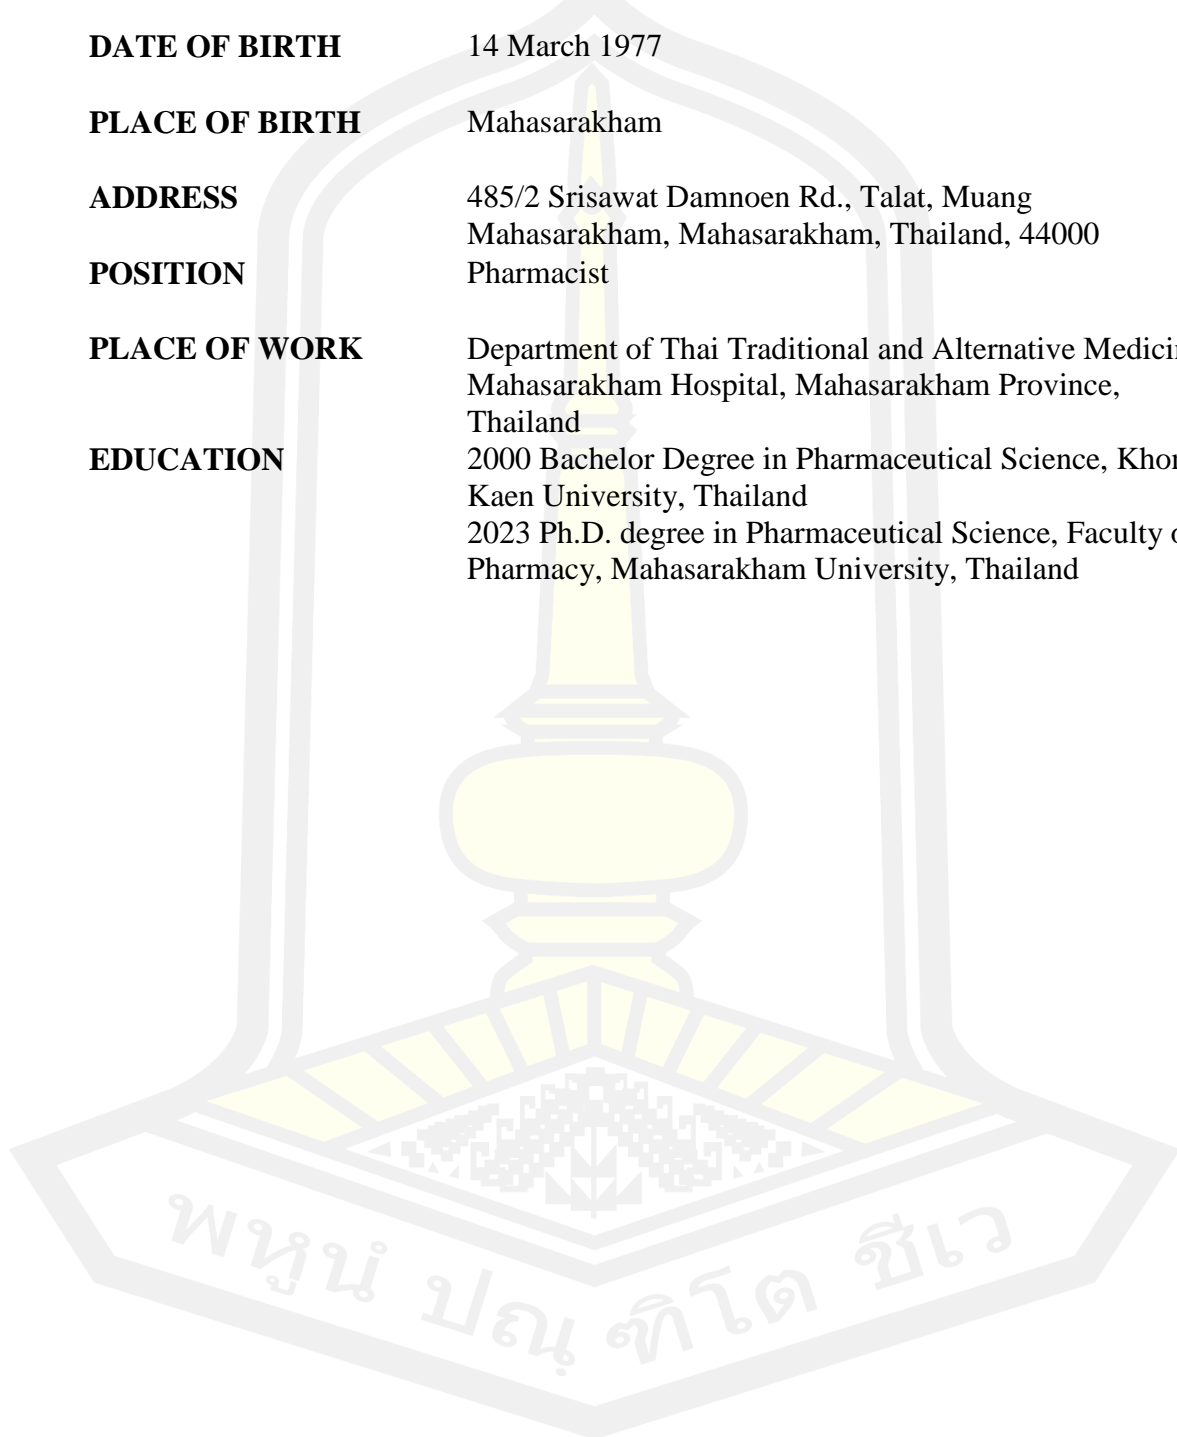 DATE OF BIRTH 14 March 1977
PLACE OF BIRTH Mahasarakham
ADDRESS 485/2 Srisawat Damnoen Rd., Talat, Muang
Mahasarakham, Mahasarakham, Thailand, 44000
POSITION Pharmacist
PLACE OF WORK Department of Thai Traditional and Alternative
Mahasarakham Hospital, Mahasarakham Province,
Thailand
EDUCATION 2000 Bachelor Degree in Pharmaceutical Science,
Kaen University, Thailand
2023 Ph.D. degree in Pharmaceutical Science, Faculty
Pharmacy, Mahasarakham University, Thailand
พหูนํ ปณฺฑิโต ชีเว